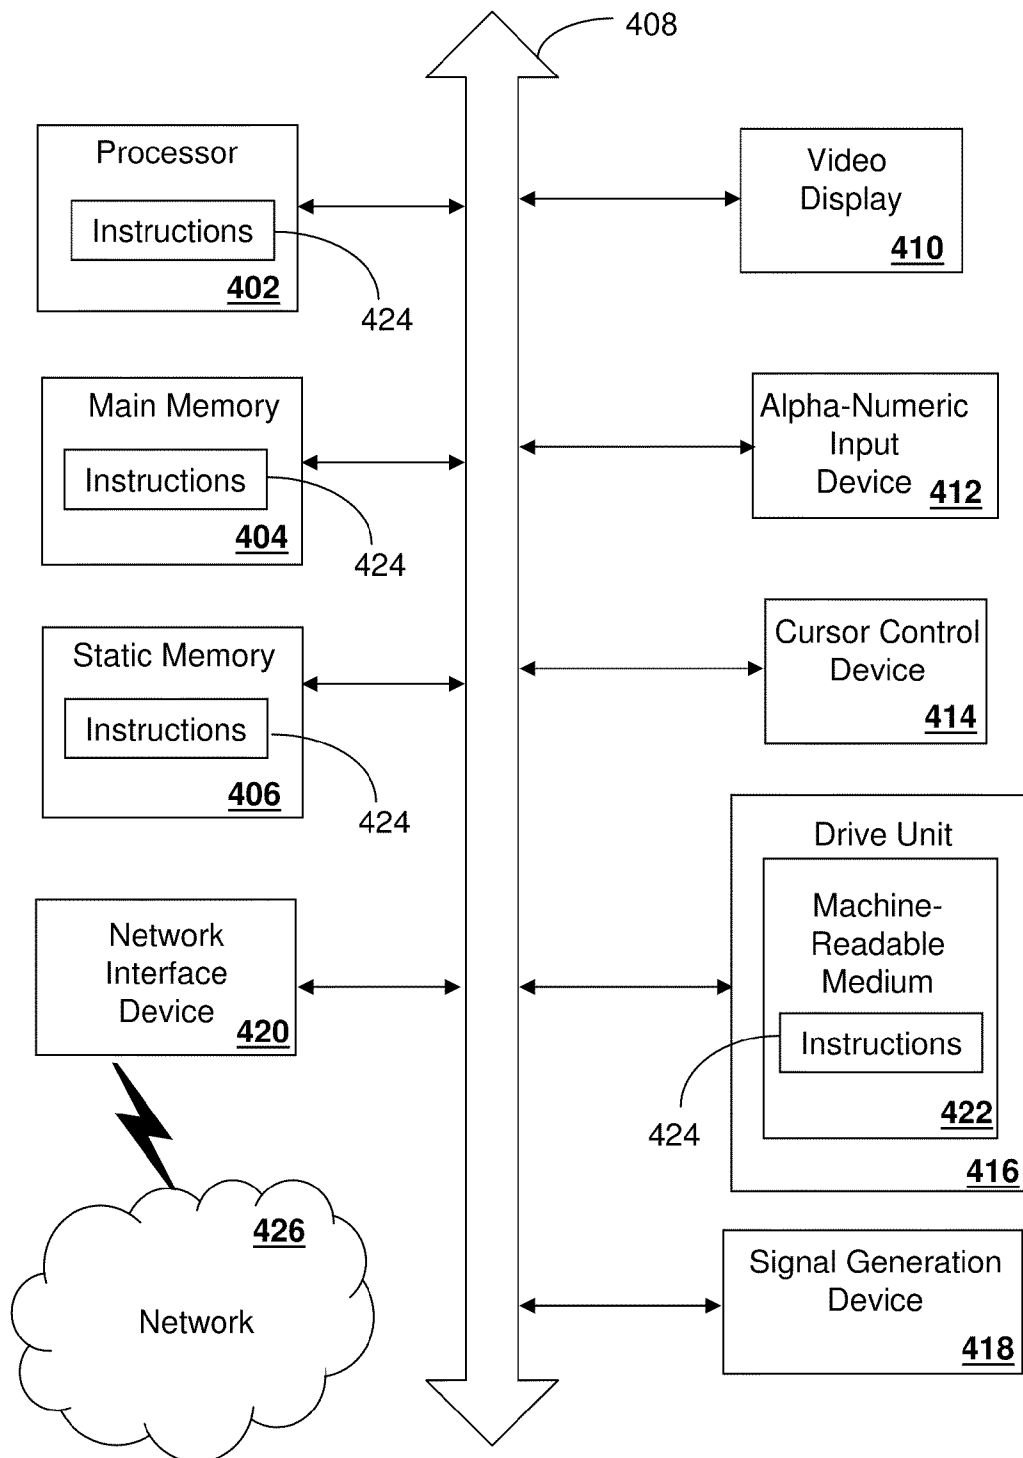 408
Processor
Instructions
402
424
Main Memory
Instructions
404
424
Static Memory
Instructions
406
424
Network
Interface
Device
420
426
Network
Video
Display
410
Alpha-Numeric
Input
Device
412
Cursor Control
Device
414
Drive Unit
Machine-
Readable
Medium
Instructions
422
424
416
Signal Generation
Device
418